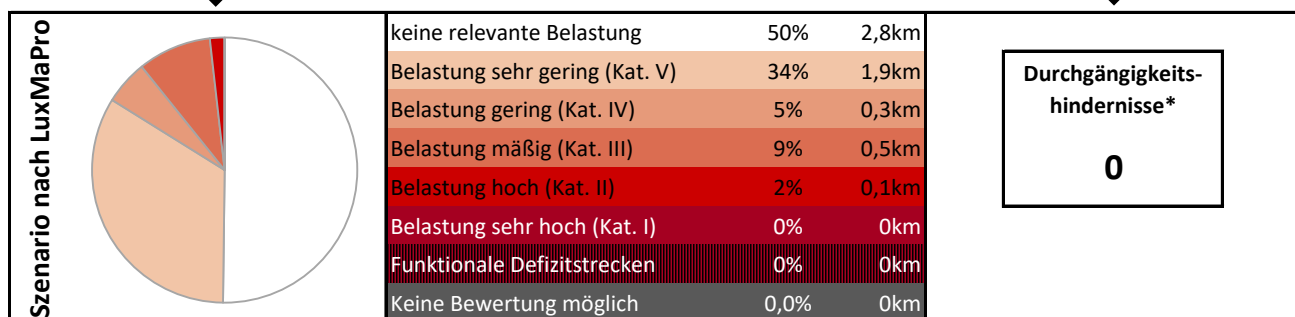 Szenario nach LuxMaPro
keine relevante Belastung 50% 2,8km
Belastung sehr gering (Kat. V) 34% 1,9km
Belastung gering (Kat. IV) 5% 0,3km
Belastung mäßig (Kat. III) 9% 0,5km
Belastung hoch (Kat. II) 2% 0,1km
Belastung sehr hoch (Kat. I) 0% 0km
Funktionale Defizitstrecken 0% 0km
Keine Bewertung möglich 0,0% 0km
Durchgängigkeits-
hindernisse*
0